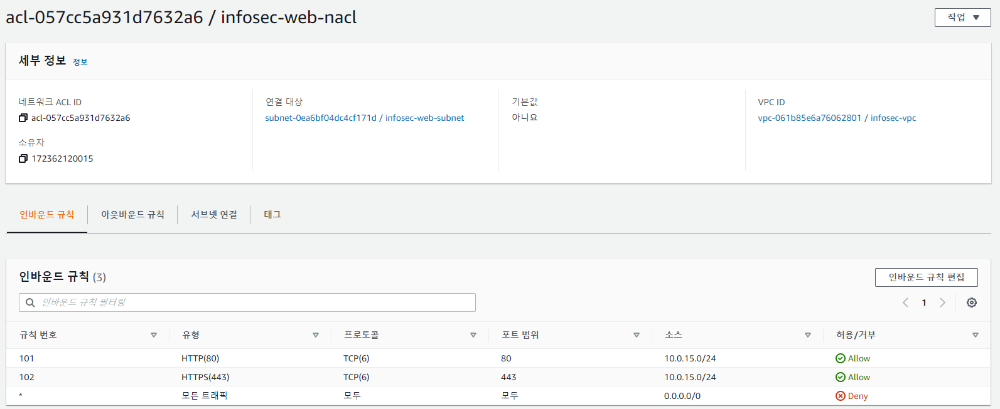 acl-057cc5a931d7632a6 / infosec-web-nacl
작업
세부 정보 정보
네트워크 ACL ID
acl-057cc5a931d7632a6
소유자
172362120015
연결 대상
subnet-0ea6bf04dc4cf171d / infosec-web-subnet
기본값
아니요
VPC ID
vpc-061b85e6a76062801 / infosec-vpc
인바운드 규칙 아웃바운드 규칙 서브넷 연결 태그
인바운드 규칙 (3)
인바운드 규칙 편집
인바운드 규칙 필터링
1
규칙 번호 유형 프로토콜 포트 범위 소스 허용/거부
101 HTTP(80) TCP(6) 80 10.0.15.0/24 Allow
102 HTTPS(443) TCP(6) 443 10.0.15.0/24 Allow
* 모든 트래픽 모두 모두 0.0.0.0/0 Deny